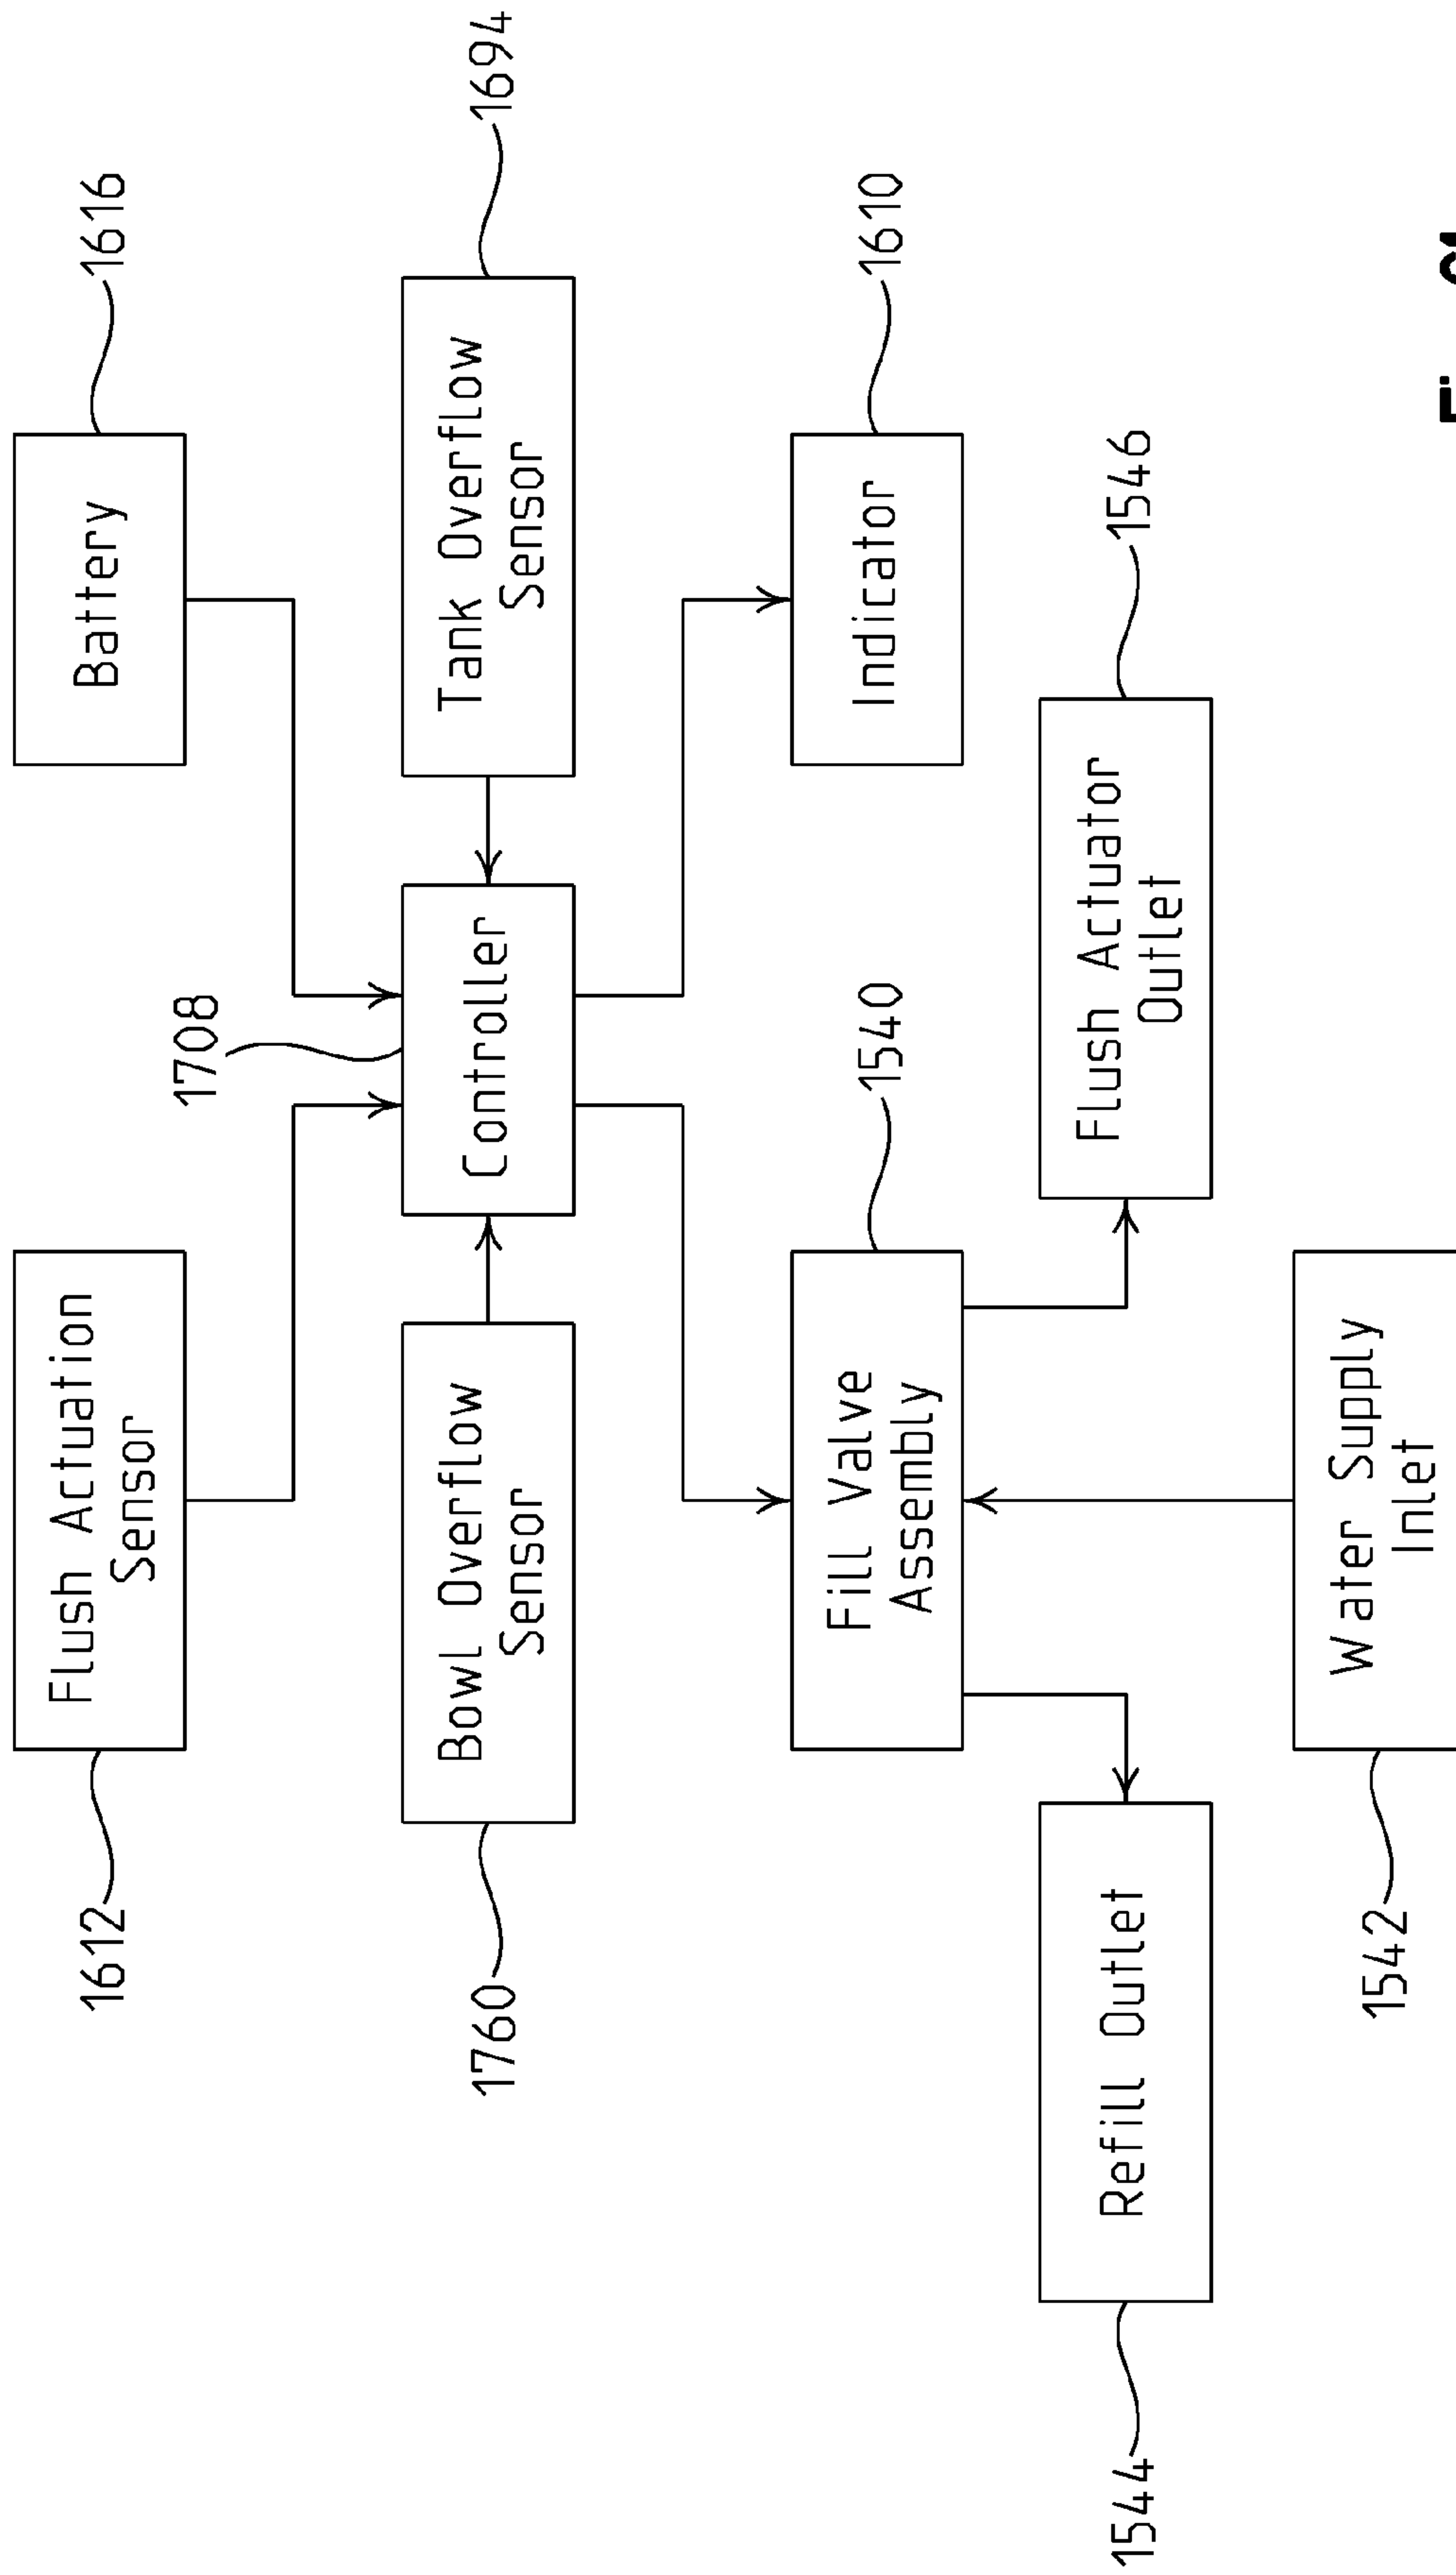 1612
Flush Actuation
Sensor
Battery
1616
1708
1760
Bowl Overflow
Sensor
Controller
Tank Overflow
Sensor
1694
Fill Valve
Assembly
1540
Indicator
1610
1544
Refill Outlet
Flush Actuator
Outlet
1546
1542
Water Supply
Inlet